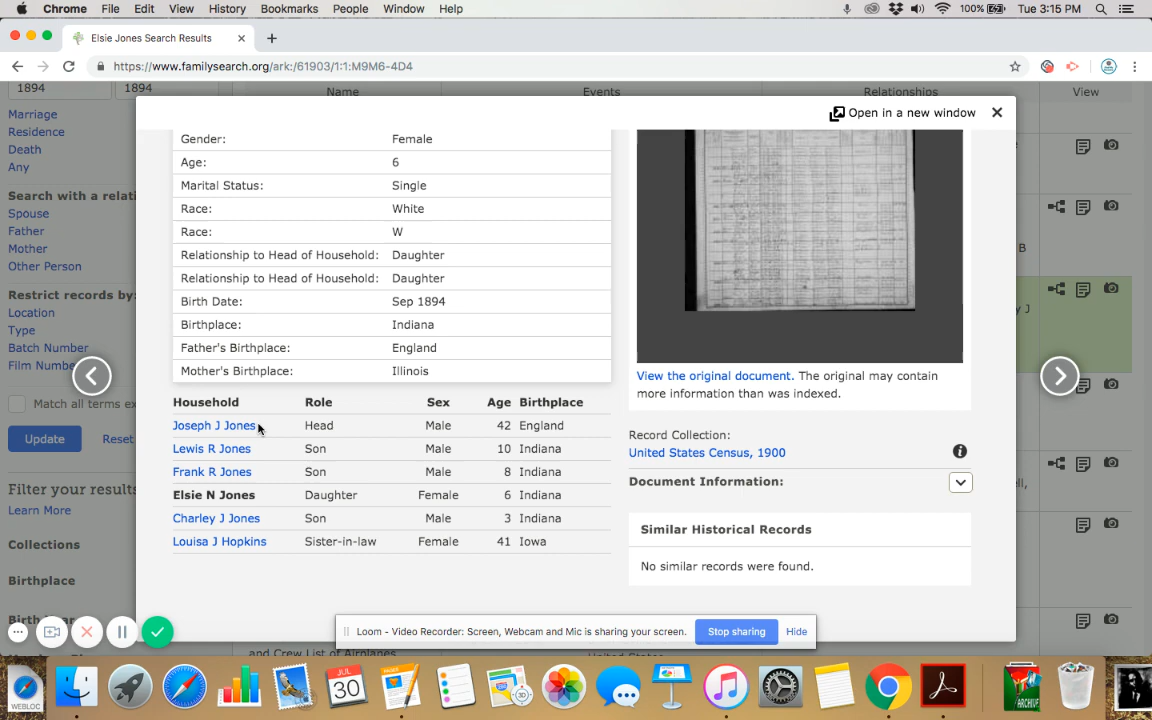 Chrome File Edit View History Bookmarks People Window Help 100% Tue 3:15 PM
Elsie Jones Search Results
https://www.familysearch.org/ark:/61903/1:1:M9M6-4D4
1894 1894
Name Events Relationships View
Open in a new window
Marriage
Residence
Death
Any
Search with a relati
Spouse
Father
Mother
Other Person
Restrict records by:
Location
Type
Batch Number
Film Numbe
Match all terms ex
Update Reset
Filter your results
Learn More
Collections
Birthplace
Gender: Female
Age: 6
Marital Status: Single
Race: White
Race: W
Relationship to Head of Household: Daughter
Relationship to Head of Household: Daughter
Birth Date: Sep 1894
Birthplace: Indiana
Father's Birthplace: England
Mother's Birthplace: Illinois
Household Role Sex Age Birthplace
Joseph J Jones Head Male 42 England
Lewis R Jones Son Male 10 Indiana
Frank R Jones Son Male 8 Indiana
Elsie N Jones Daughter Female 6 Indiana
Charley J Jones Son Male 3 Indiana
Louisa J Hopkins Sister-in-law Female 41 Iowa
View the original document. The original may contain
more information than was indexed.
Record Collection:
United States Census, 1900
Document Information:
Similar Historical Records
No similar records were found.
B
y J
ell,
Loom - Video Recorder: Screen, Webcam and Mic is sharing your screen. Stop sharing Hide
and Crew List of Airplanes
United States
WEBLOC
JUL
30
PAGES
ARCHIVE